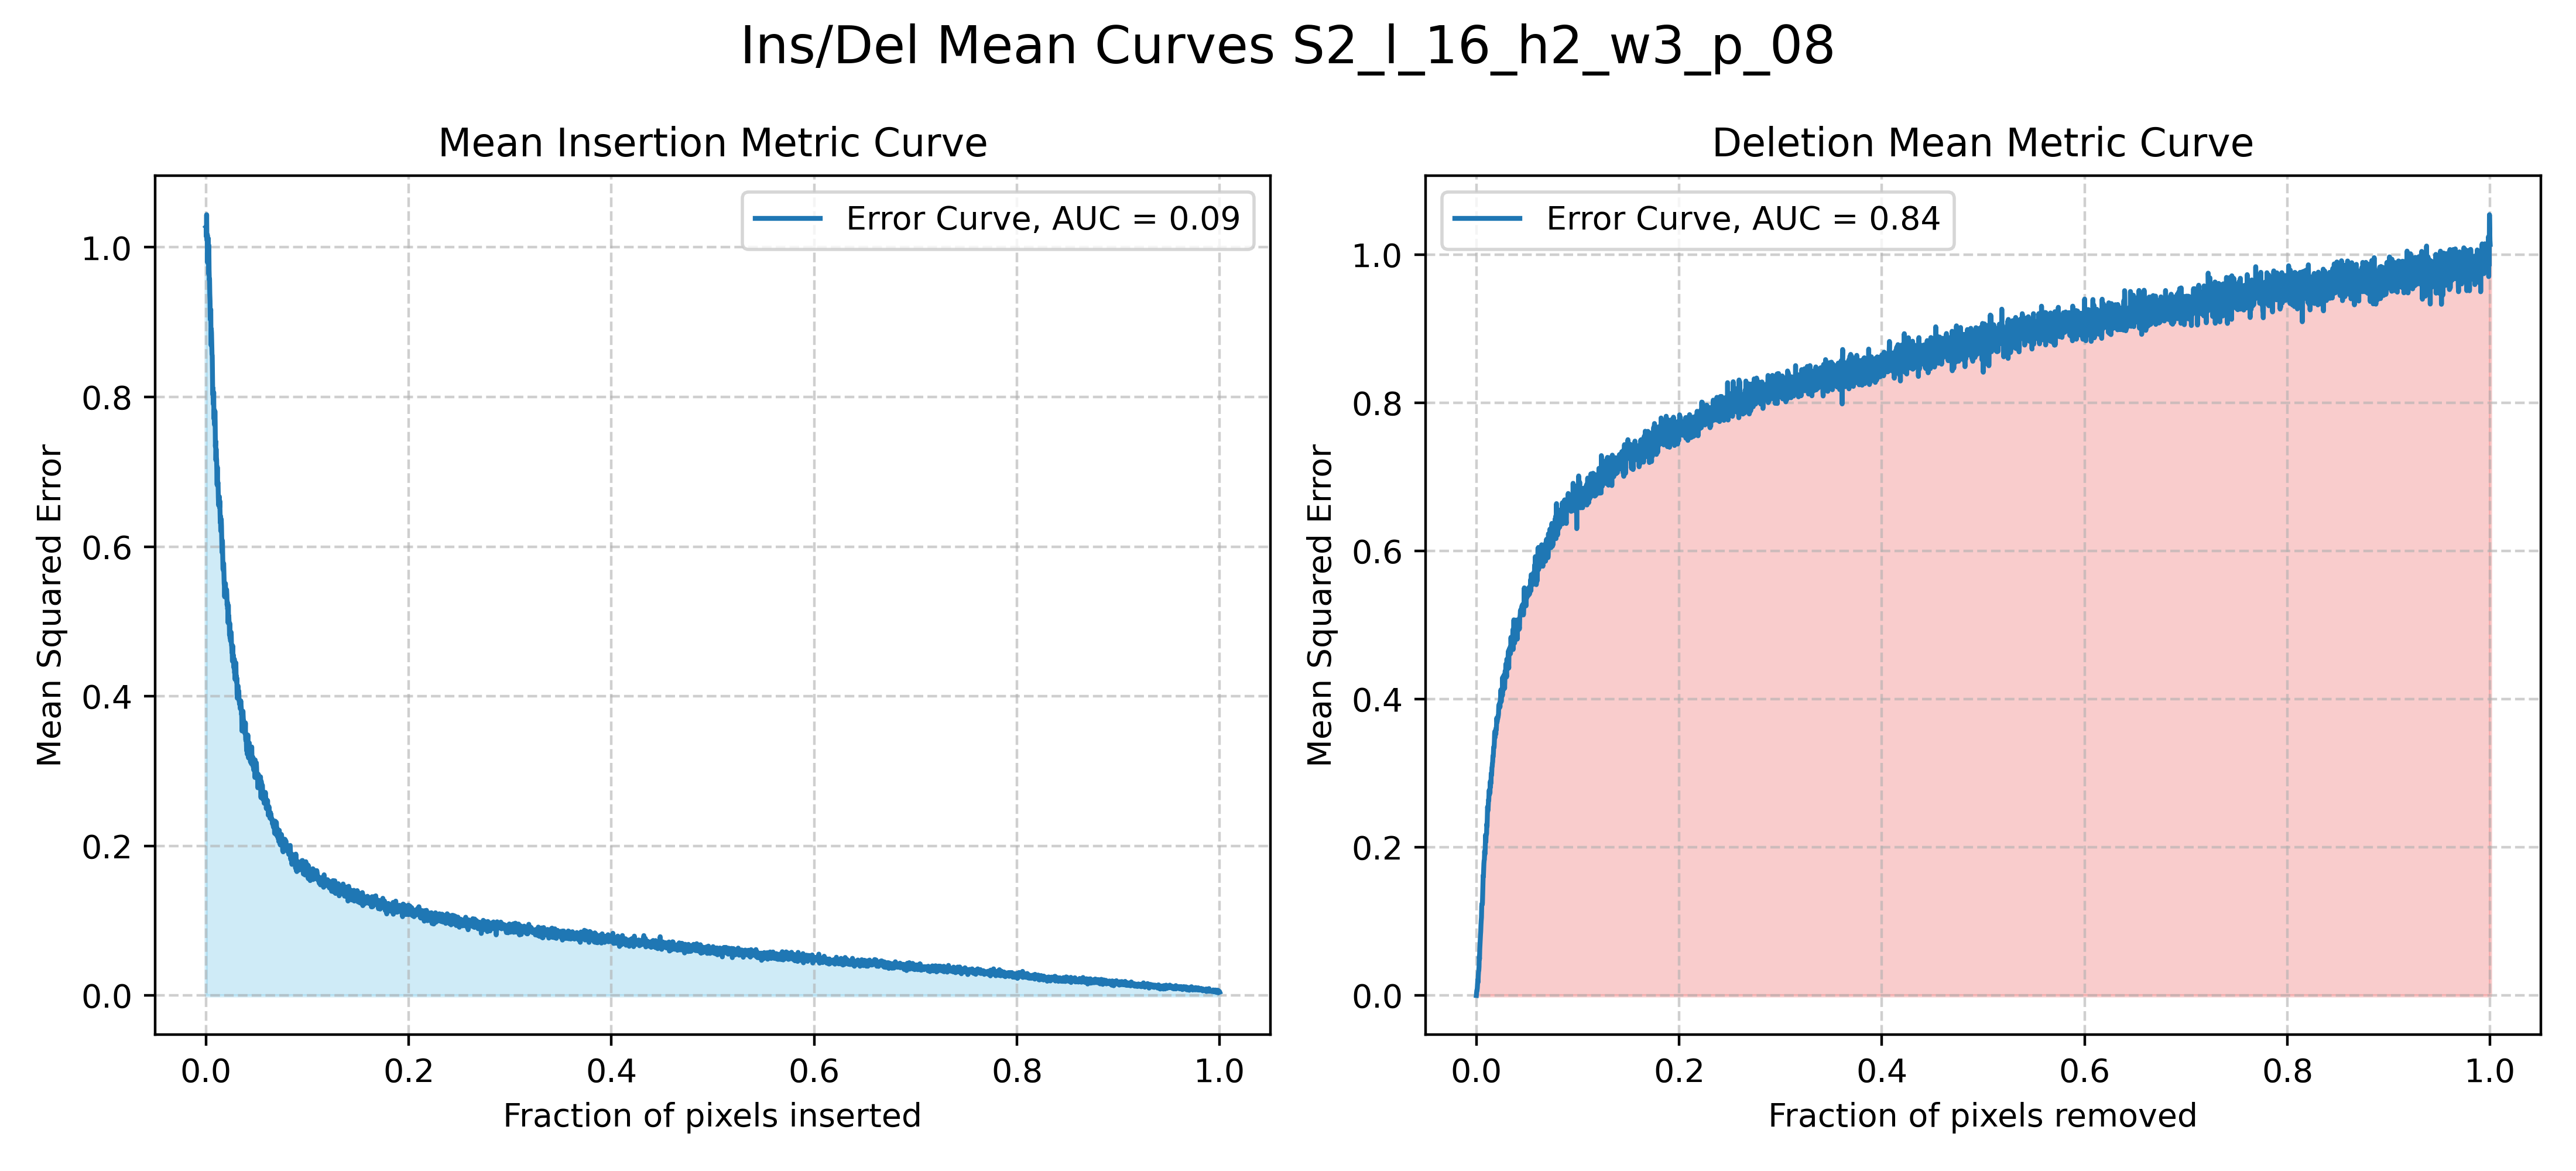 Ins/Del Mean Curves S2_l_16_h2_w3_p_08
Mean Insertion Metric Curve
Error Curve, AUC = 0.09
Mean Squared Error
1.0
0.8
0.6
0.4
0.2
0.0
0.0 0.2 0.4 0.6 0.8 1.0
Fraction of pixels inserted
Deletion Mean Metric Curve
Error Curve, AUC = 0.84
Mean Squared Error
1.0
0.8
0.6
0.4
0.2
0.0
0.0 0.2 0.4 0.6 0.8 1.0
Fraction of pixels removed